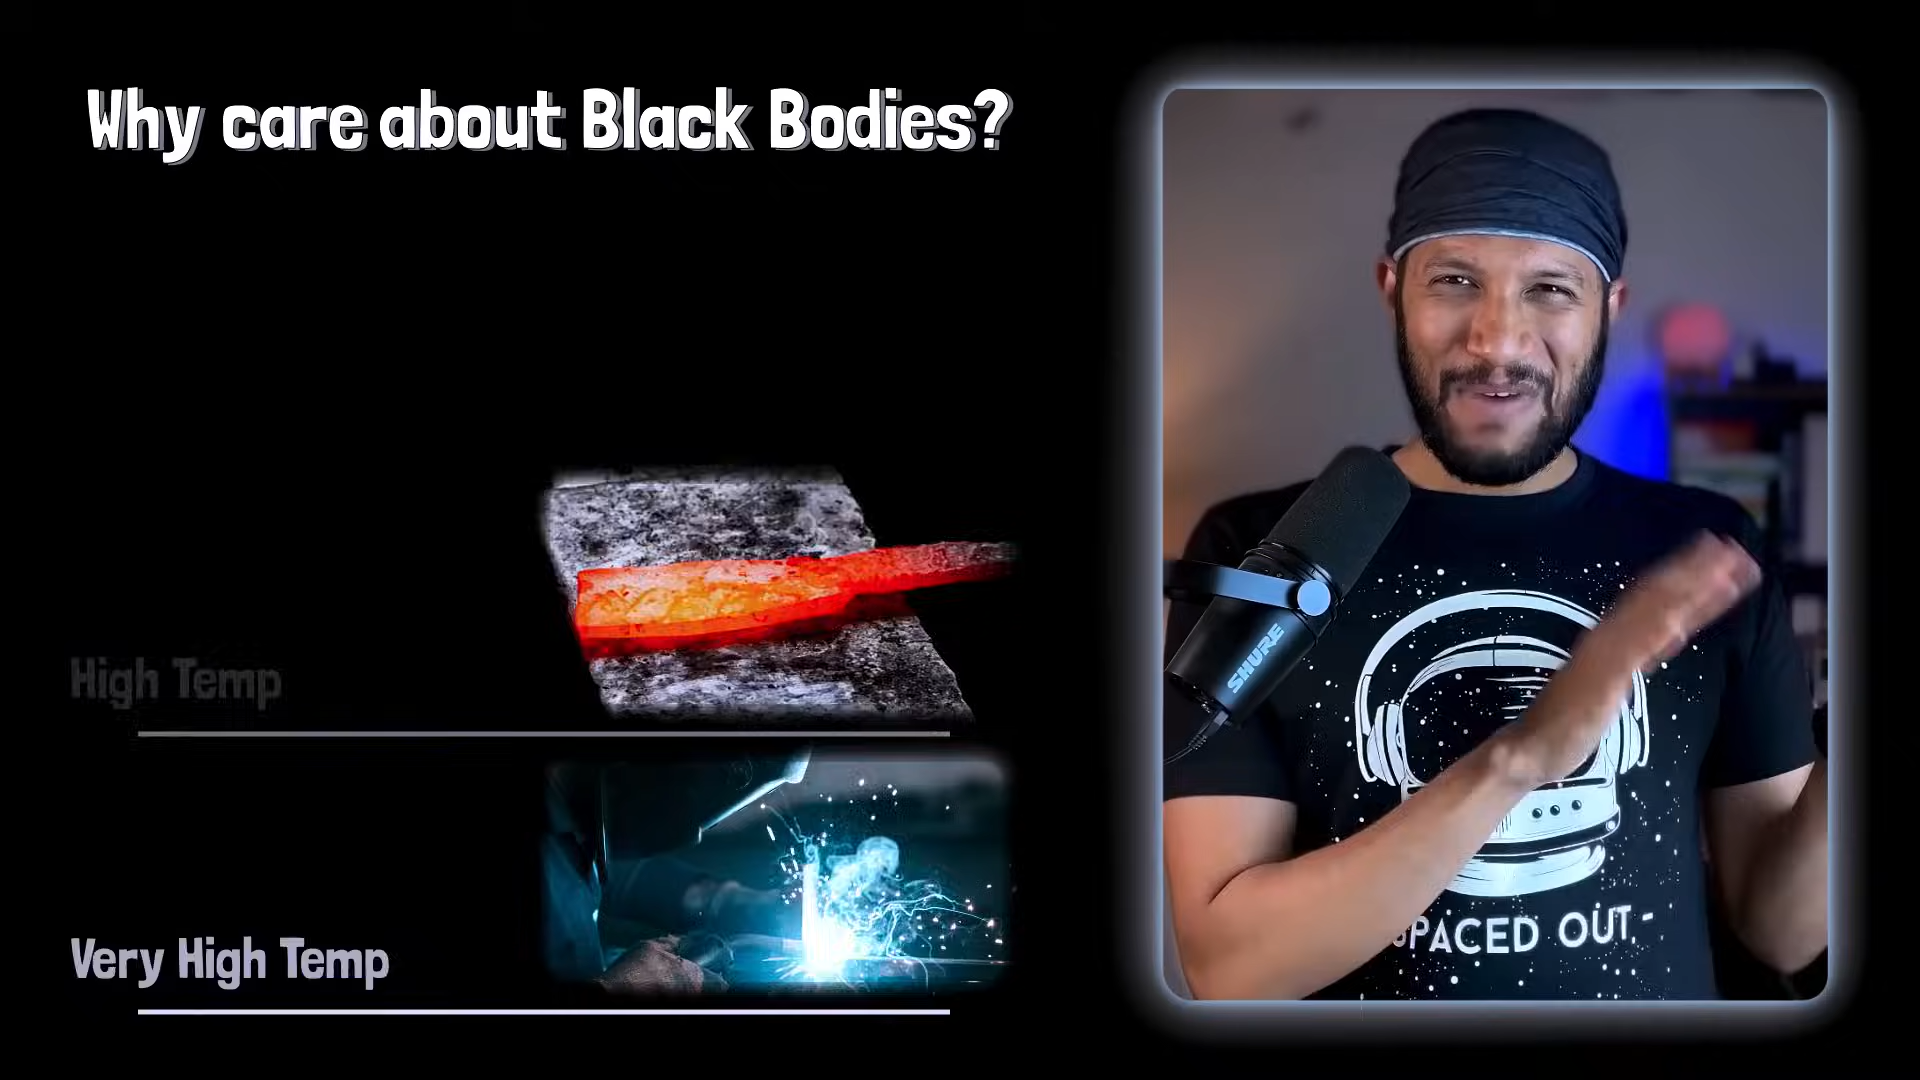 Why care about Black Bodies?
High Temp
Very High Temp
SHURE
SPACED OUT